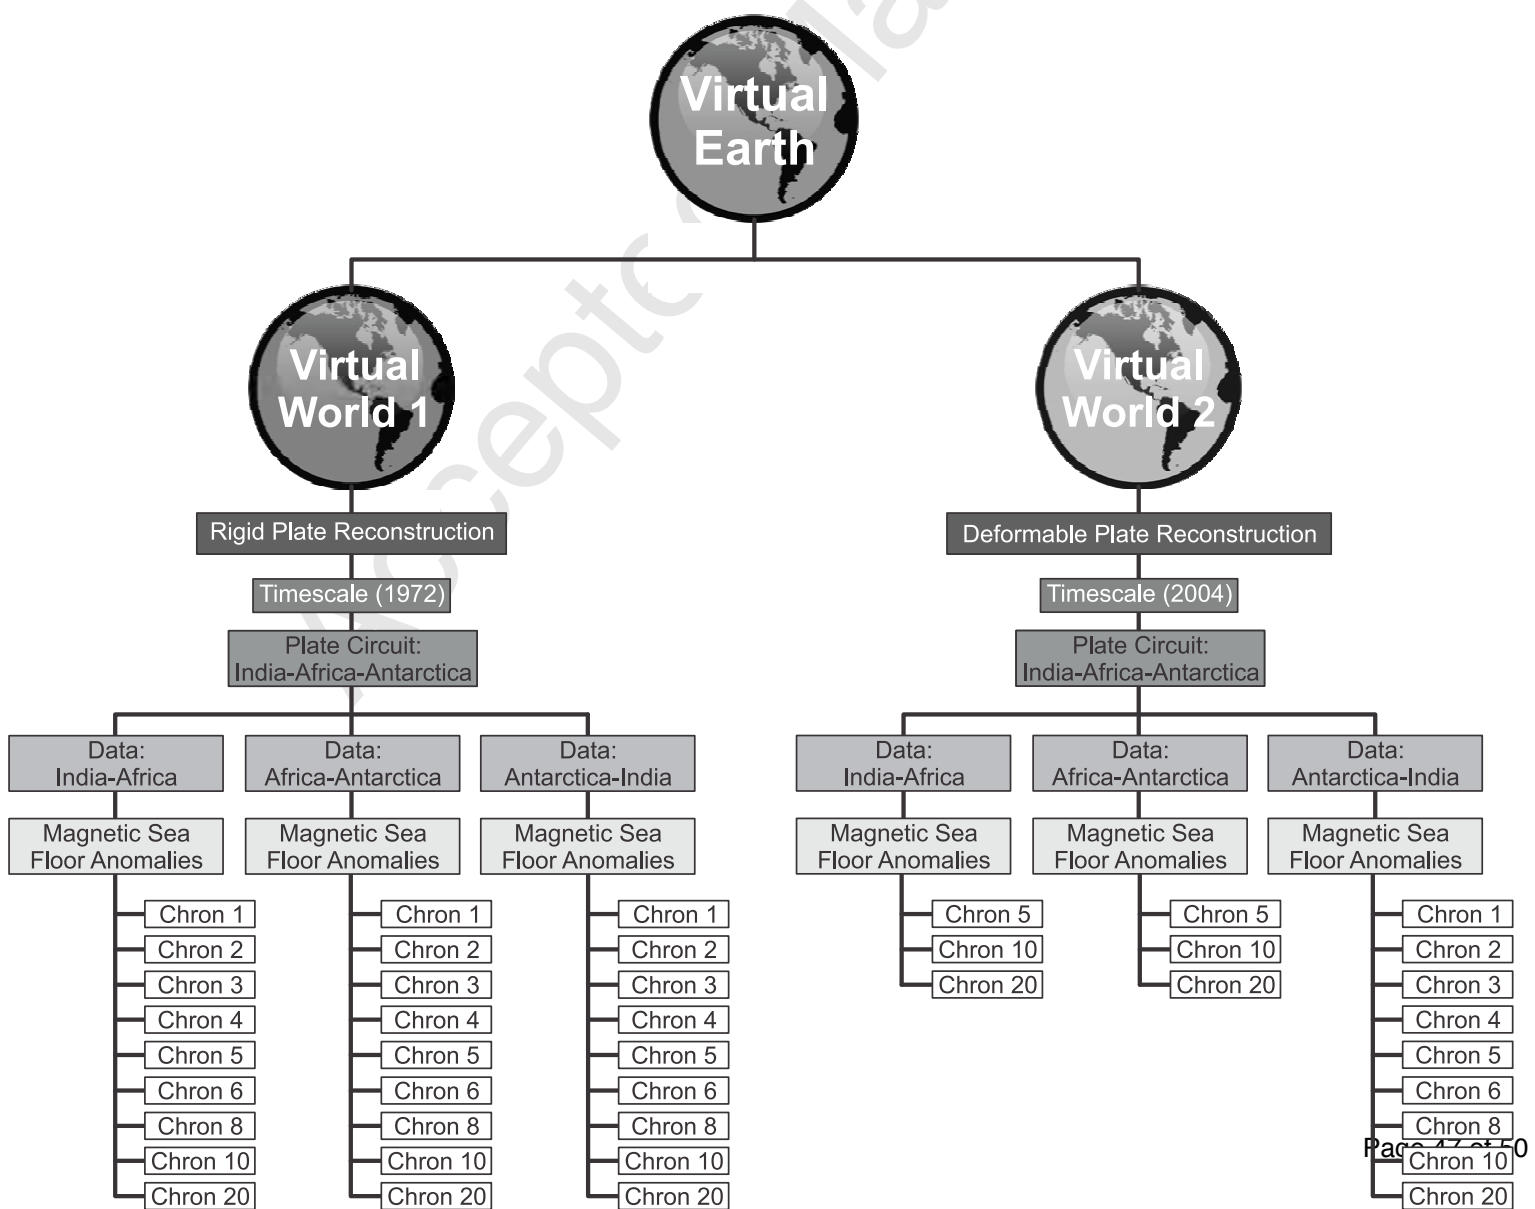 Virtual
Earth
Virtual
World 1
Virtual
World 2
Rigid Plate Reconstruction
Deformable Plate Reconstruction
Timescale (1972)
Timescale (2004)
Plate Circuit:
India-Africa-Antarctica
Plate Circuit:
India-Africa-Antarctica
Data:
India-Africa
Data:
Africa-Antarctica
Data:
Antarctica-India
Data:
India-Africa
Data:
Africa-Antarctica
Data:
Antarctica-India
Magnetic Sea
Floor Anomalies
Magnetic Sea
Floor Anomalies
Magnetic Sea
Floor Anomalies
Magnetic Sea
Floor Anomalies
Magnetic Sea
Floor Anomalies
Magnetic Sea
Floor Anomalies
Chron 1
Chron 2
Chron 3
Chron 4
Chron 5
Chron 6
Chron 8
Chron 10
Chron 20
Chron 1
Chron 2
Chron 3
Chron 4
Chron 5
Chron 6
Chron 8
Chron 10
Chron 20
Chron 1
Chron 2
Chron 3
Chron 4
Chron 5
Chron 6
Chron 8
Chron 10
Chron 20
Chron 5
Chron 10
Chron 20
Chron 5
Chron 10
Chron 20
Chron 1
Chron 2
Chron 3
Chron 4
Chron 5
Chron 6
Chron 8
Chron 10
Chron 20
Page 47 of 50